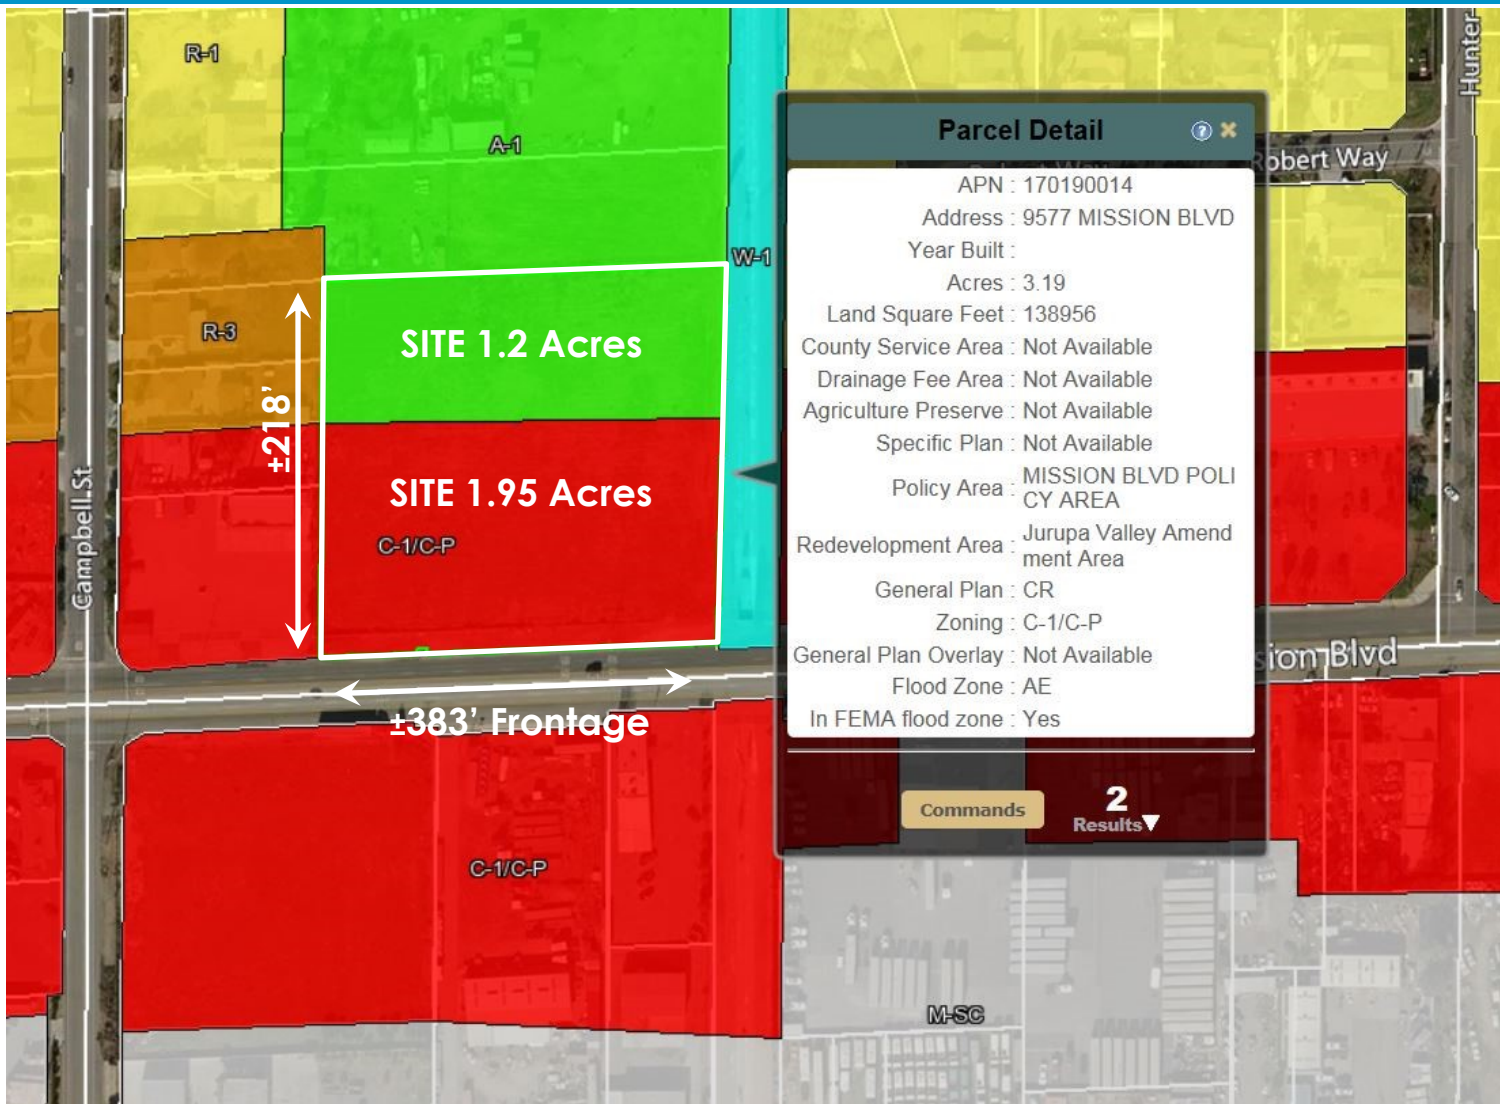 R-1
A-1
W-1
Hunter
Robert Way
Parcel Detail
APN : 170190014
Address : 9577 MISSION BLVD
Year Built :
Acres : 3.19
Land Square Feet : 138956
County Service Area : Not Available
Drainage Fee Area : Not Available
Agriculture Preserve : Not Available
Specific Plan : Not Available
Policy Area : MISSION BLVD POLI
CY AREA
Redevelopment Area : Jurupa Valley Amend
ment Area
General Plan : CR
Zoning : C-1/C-P
General Plan Overlay : Not Available
Flood Zone : AE
In FEMA flood zone : Yes
Commands
2
Results
R-3
SITE 1.2 Acres
±218’
SITE 1.95 Acres
C-1/C-P
Campbell St
sion Blvd
±383’ Frontage
C-1/C-P
M-SC